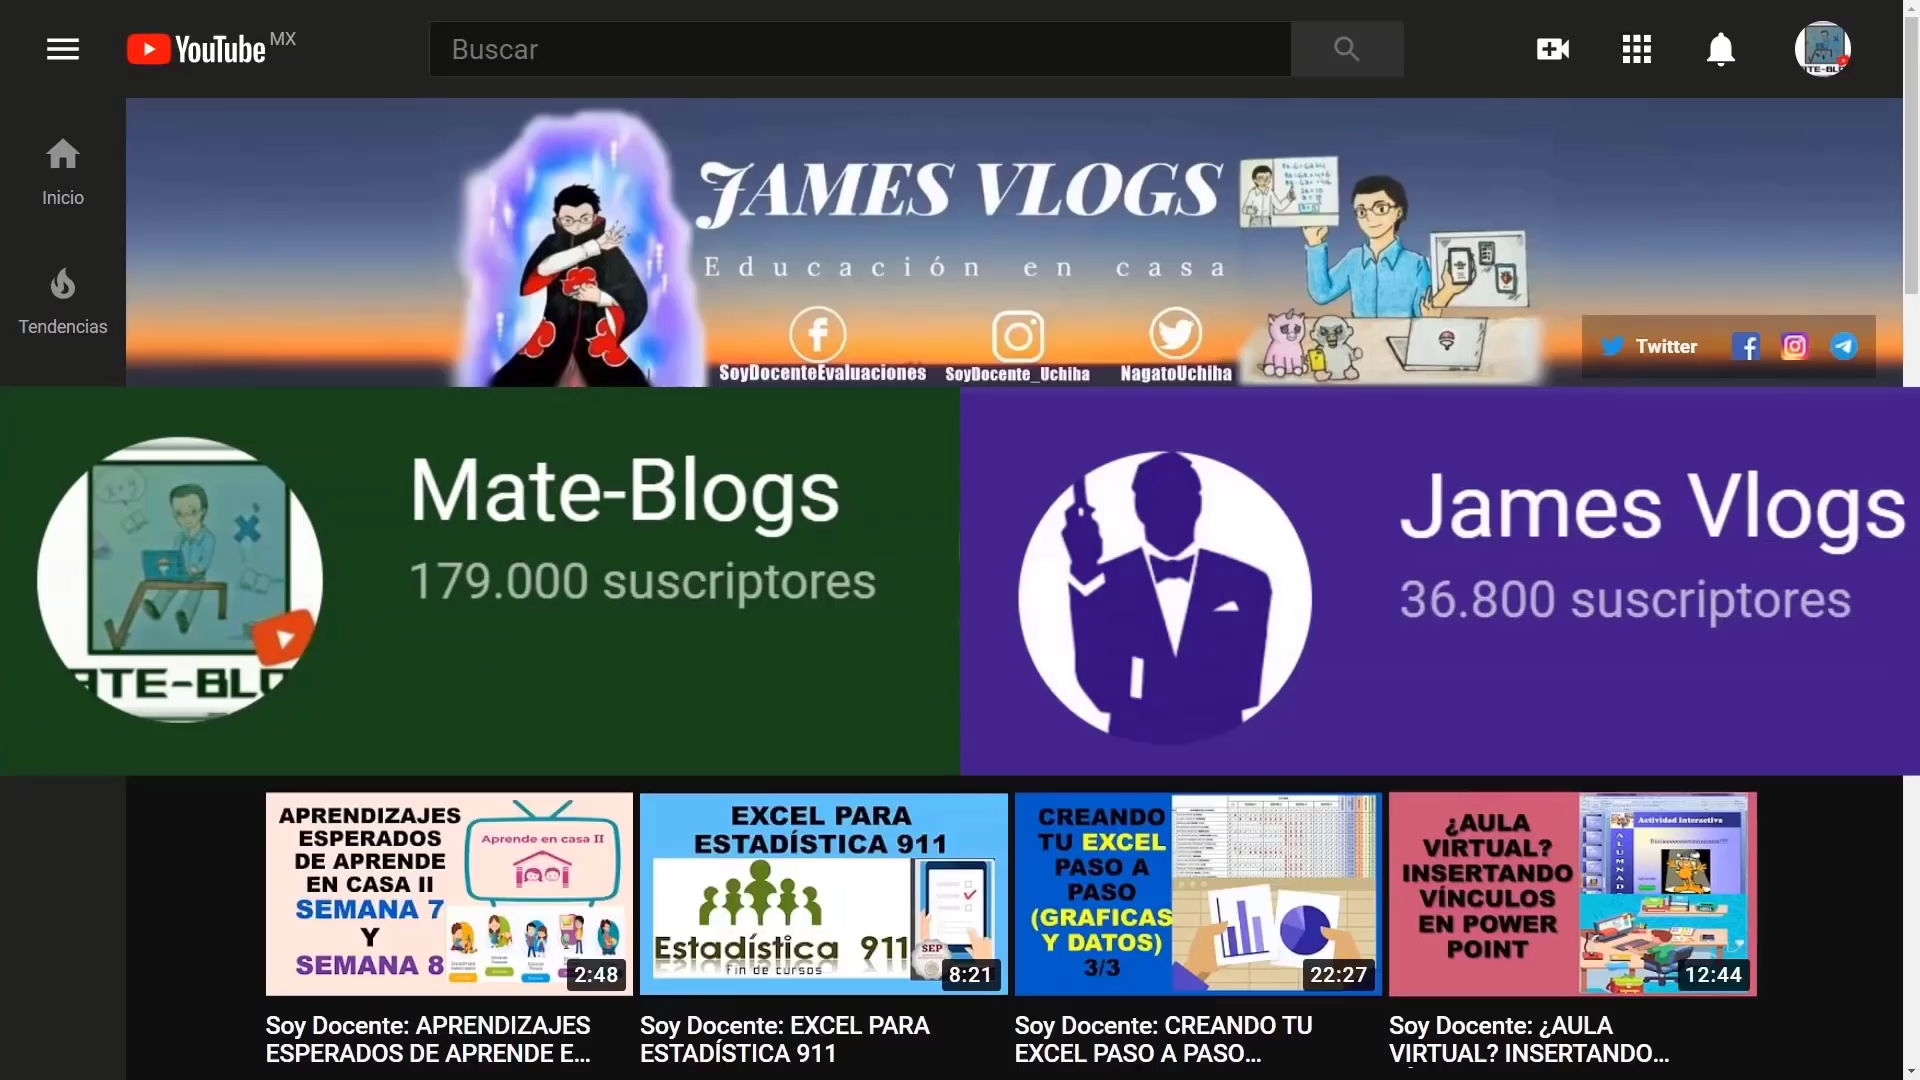 YouTube MX
Buscar
Inicio
Tendencias
JAMES VLOGS
Educación en casa
SoyDocenteEvaluaciones
SoyDocente_Uchiha
NagatoUchiha
Twitter
Mate-Blogs
179.000 suscriptores
ATE-BLO
James Vlogs
36.800 suscriptores
APRENDIZAJES
ESPERADOS
DE APRENDE
EN CASA II
SEMANA 7
Y
SEMANA 8
Aprende en casa II
2:48
EXCEL PARA
ESTADÍSTICA 911
Estadística 911
fin de cursos
SEP
8:21
CREANDO
TU EXCEL
PASO A
PASO
(GRAFICAS
Y DATOS)
3/3
22:27
¿AULA
VIRTUAL?
INSERTANDO
VÍNCULOS
EN POWER
POINT
Actividad Interactiva
12:44
Soy Docente: APRENDIZAJES
ESPERADOS DE APRENDE E...
Soy Docente: EXCEL PARA
ESTADÍSTICA 911
Soy Docente: CREANDO TU
EXCEL PASO A PASO...
Soy Docente: ¿AULA
VIRTUAL? INSERTANDO...